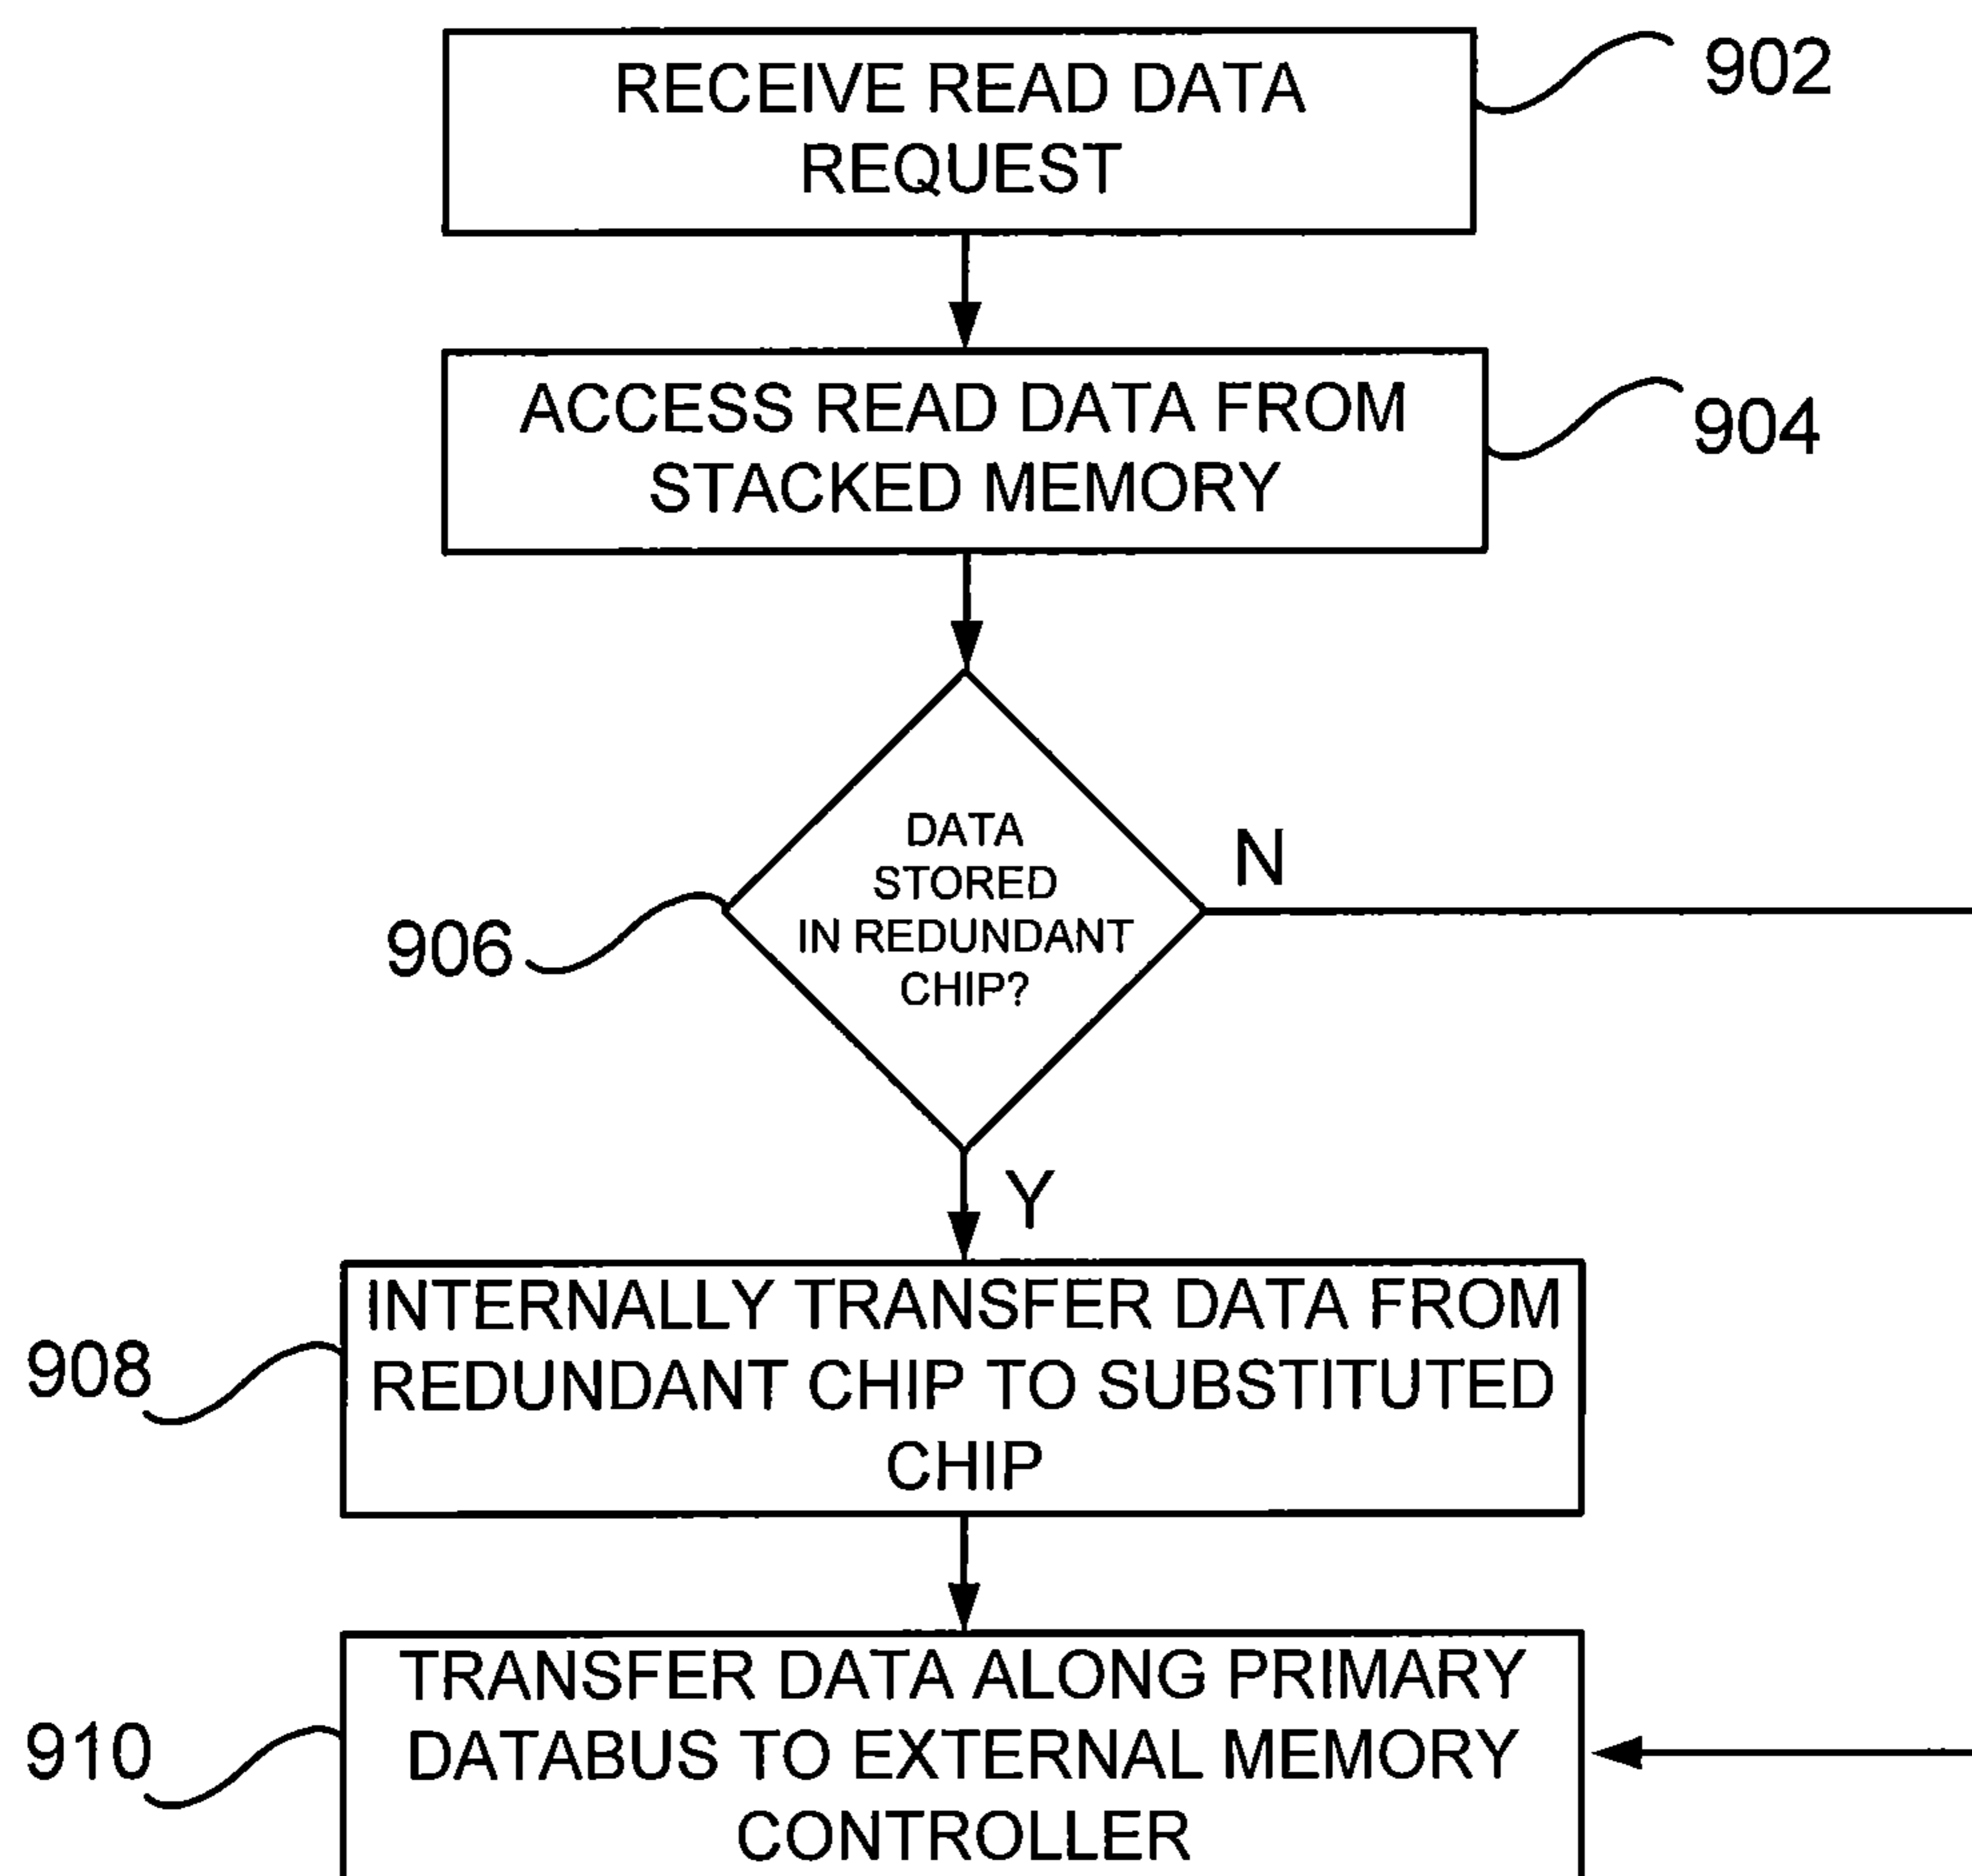 RECEIVE READ DATA
REQUEST
902
ACCESS READ DATA FROM
STACKED MEMORY
904
DATA
STORED
IN REDUNDANT
CHIP?
N
906
Y
INTERNALLY TRANSFER DATA FROM
REDUNDANT CHIP TO SUBSTITUTED
CHIP
908
TRANSFER DATA ALONG PRIMARY
DATABUS TO EXTERNAL MEMORY
CONTROLLER
910